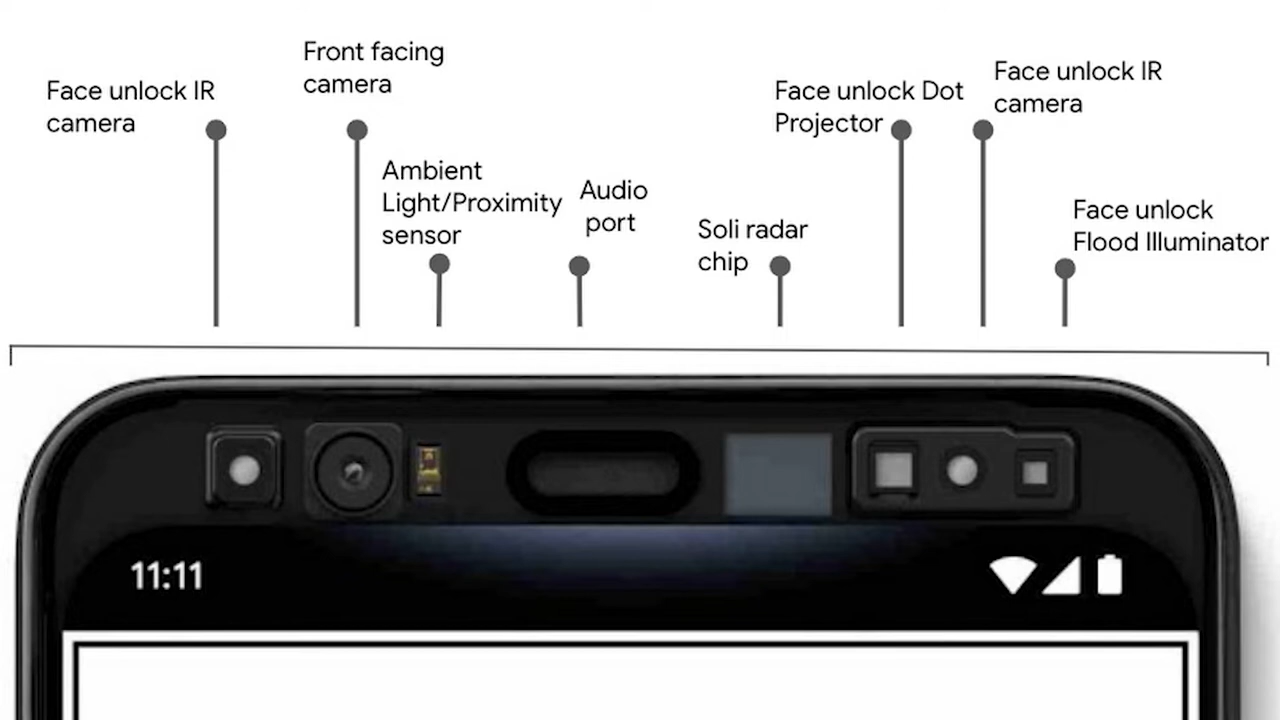 Face unlock IR
camera
Front facing
camera
Ambient
Light/Proximity
sensor
Audio
port
Soli radar
chip
Face unlock Dot
Projector
Face unlock IR
camera
Face unlock
Flood Illuminator
11:11